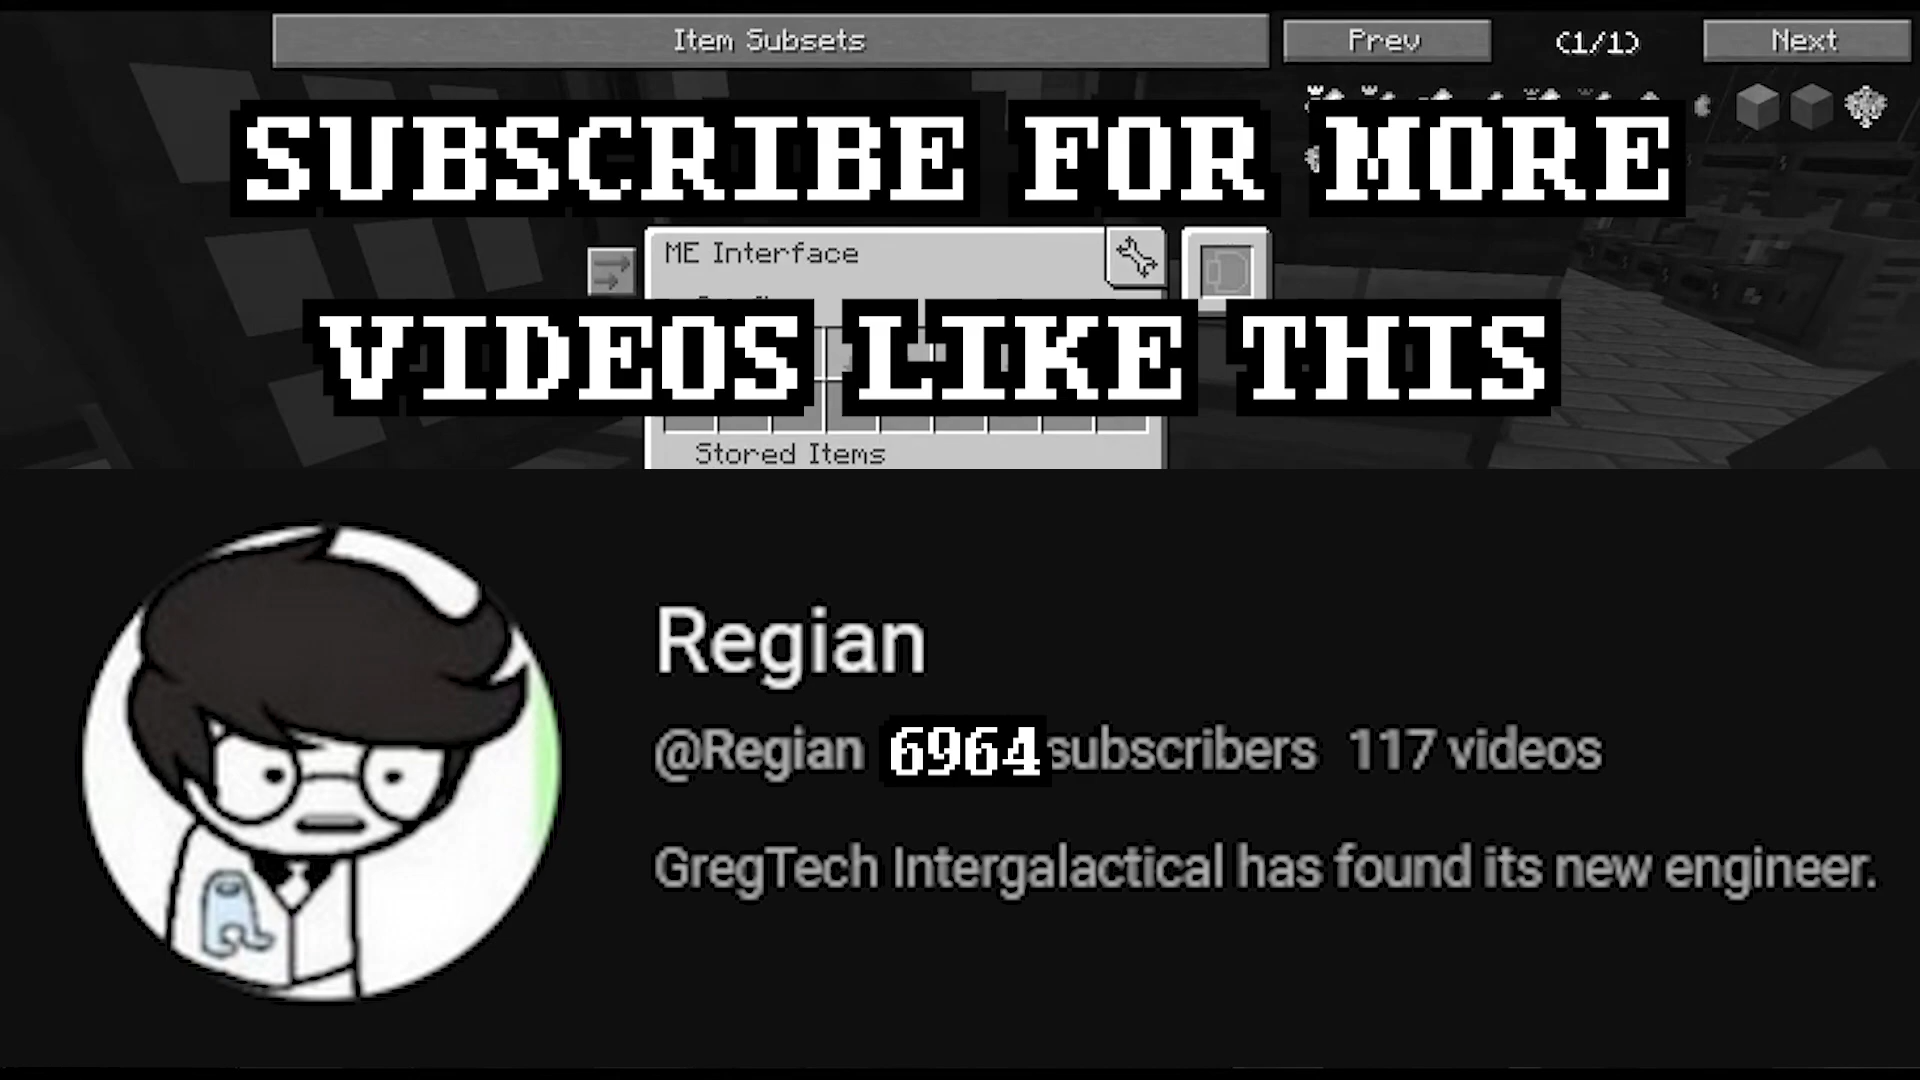 Item Subsets
Prev (1/1) Next
SUBSCRIBE FOR MORE
ME Interface
VIDEOS LIKE THIS
Stored Items
Regian
@Regian 6964 subscribers 117 videos
GregTech Intergalactical has found its new engineer.